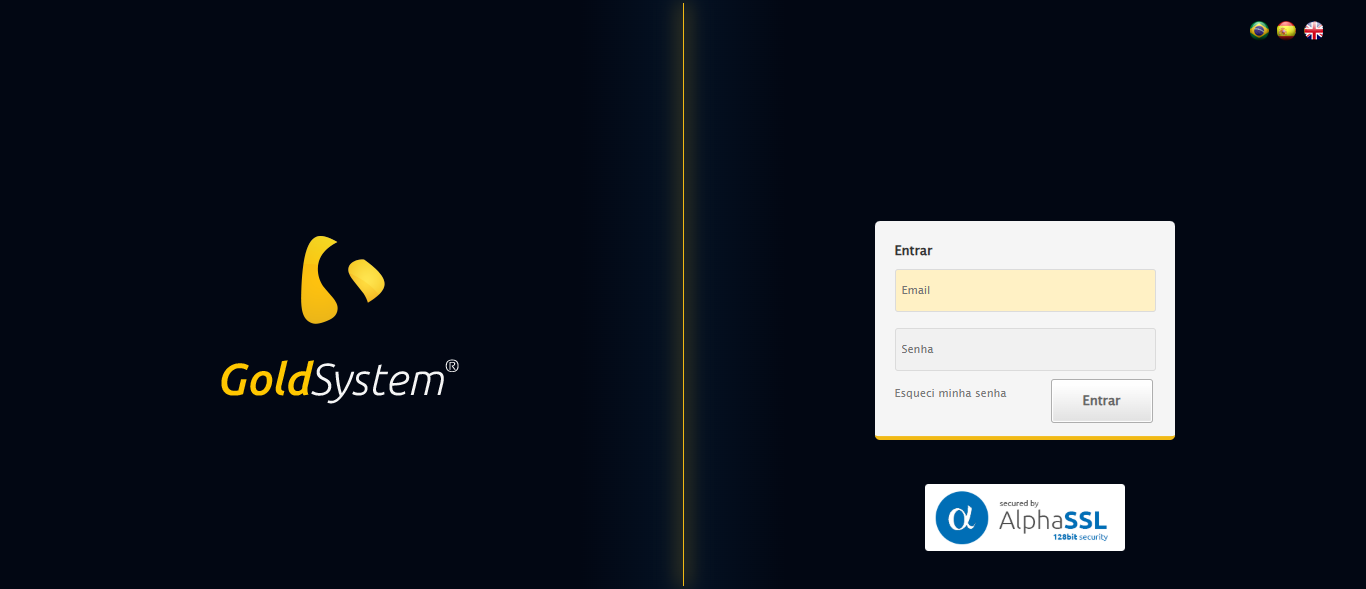 GoldSystem®
Entrar
Email
Senha
Esqueci minha senha
Entrar
secured by
AlphaSSL
128bit security
α